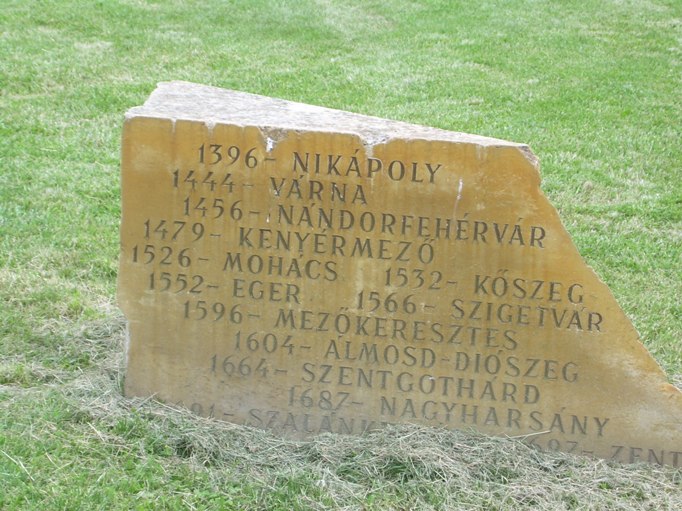 1396- NIKÁPOLY
1444- VÁRNA
1456- NÁNDORFEHÉRVÁR
1479- KENYÉRMEZŐ
1526- MOHÁCS 1532- KŐSZEG
1552- EGER 1566- SZIGETVÁR
1596- MEZŐKERESZTES
1604- ÁLMOSD-DIÓSZEG
1664- SZENTGOTHÁRD
1687- NAGYHARSÁNY